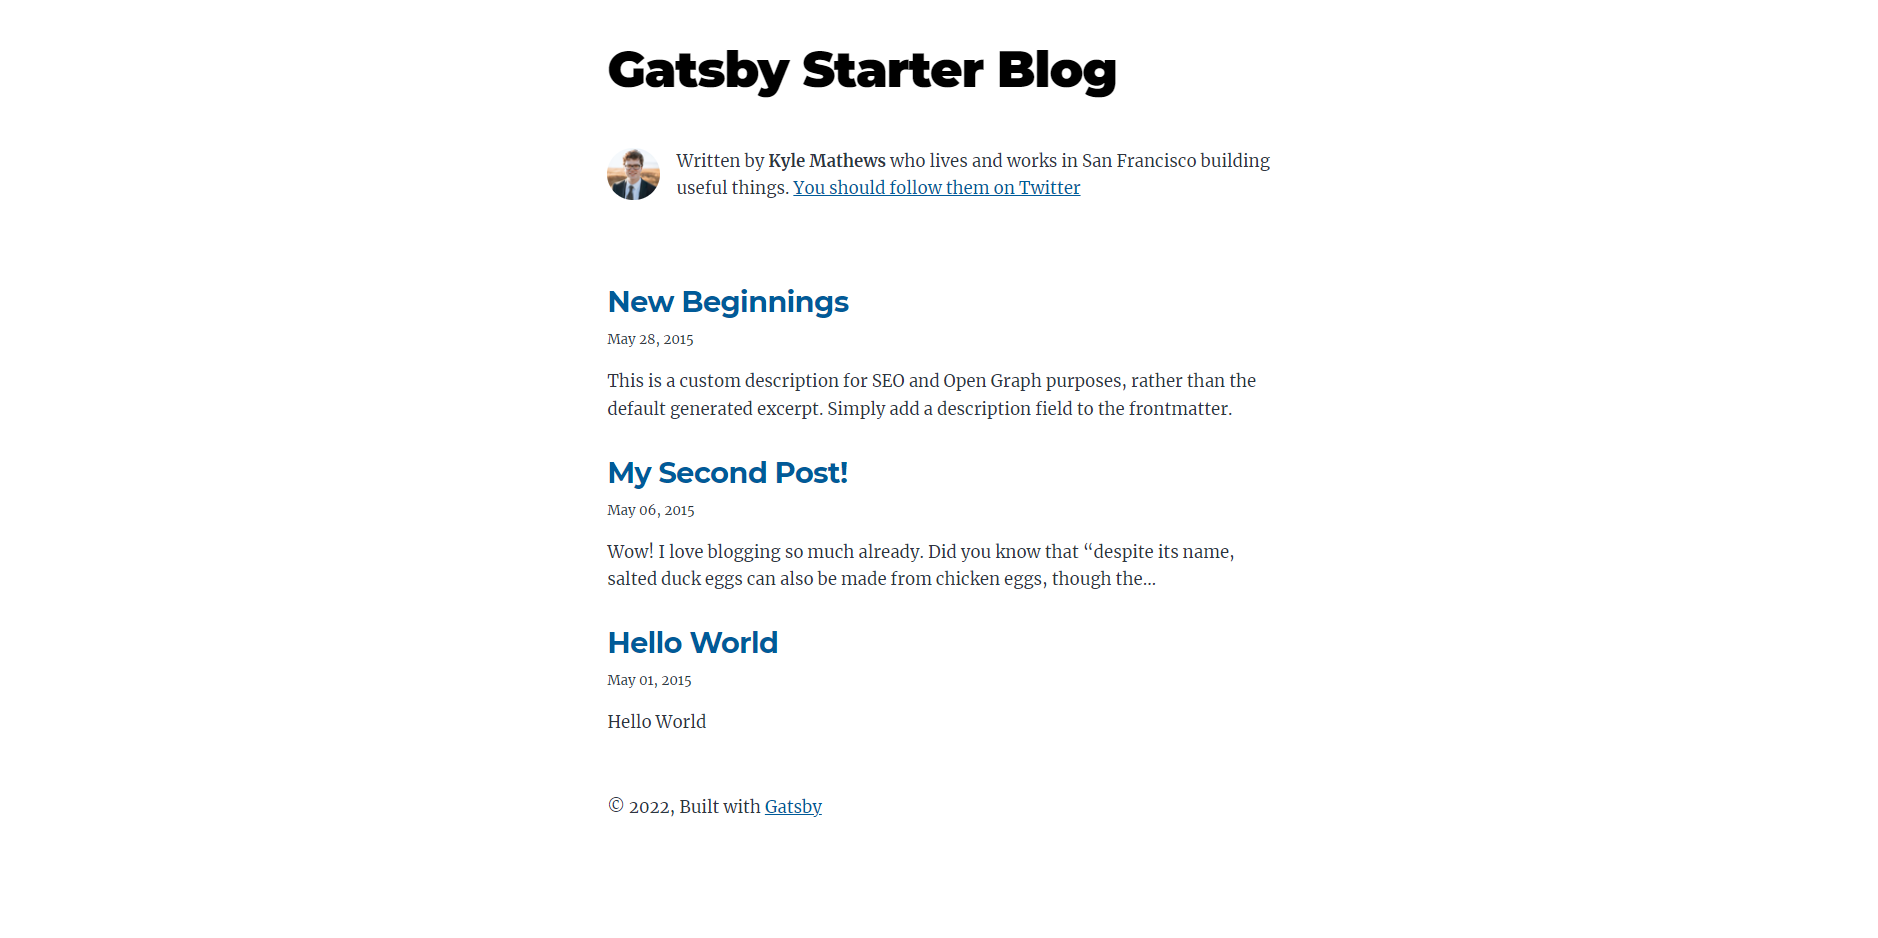 Gatsby Starter Blog
Written by Kyle Mathews who lives and works in San Francisco building
useful things. You should follow them on Twitter
New Beginnings
May 28, 2015
This is a custom description for SEO and Open Graph purposes, rather than the
default generated excerpt. Simply add a description field to the frontmatter.
My Second Post!
May 06, 2015
Wow! I love blogging so much already. Did you know that “despite its name,
salted duck eggs can also be made from chicken eggs, though the…
Hello World
May 01, 2015
Hello World
© 2022, Built with Gatsby